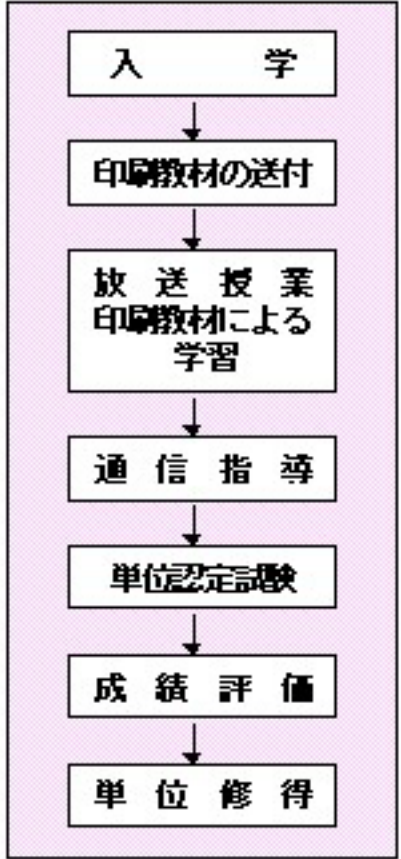 入学
印刷教材の送付
放送授業
印刷教材による
学習
通信指導
単位認定試験
成績評価
単位修得